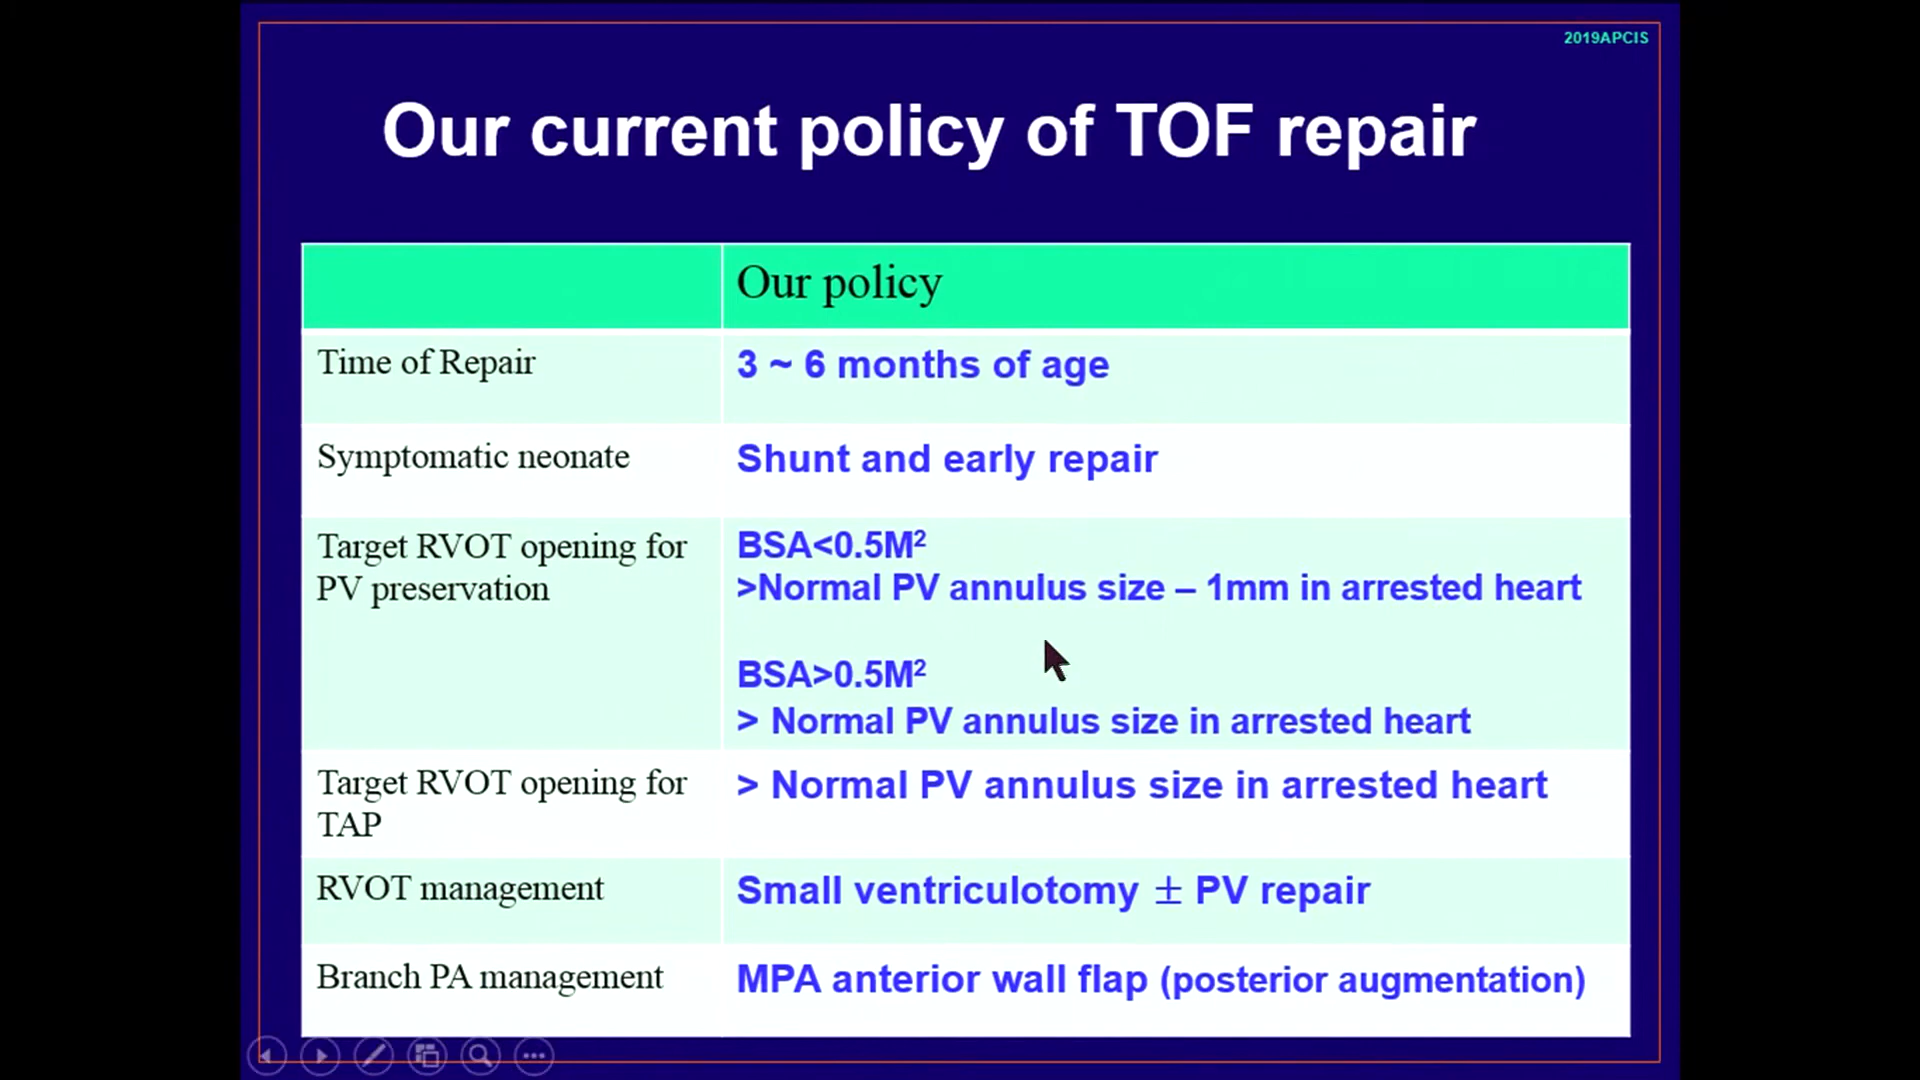 2019APCIS
Our current policy of TOF repair
Our policy
Time of Repair
3 ~ 6 months of age
Symptomatic neonate
Shunt and early repair
Target RVOT opening for
PV preservation
BSA<0.5M²
>Normal PV annulus size – 1mm in arrested heart
BSA>0.5M²
> Normal PV annulus size in arrested heart
Target RVOT opening for
TAP
> Normal PV annulus size in arrested heart
RVOT management
Small ventriculotomy ± PV repair
Branch PA management
MPA anterior wall flap (posterior augmentation)